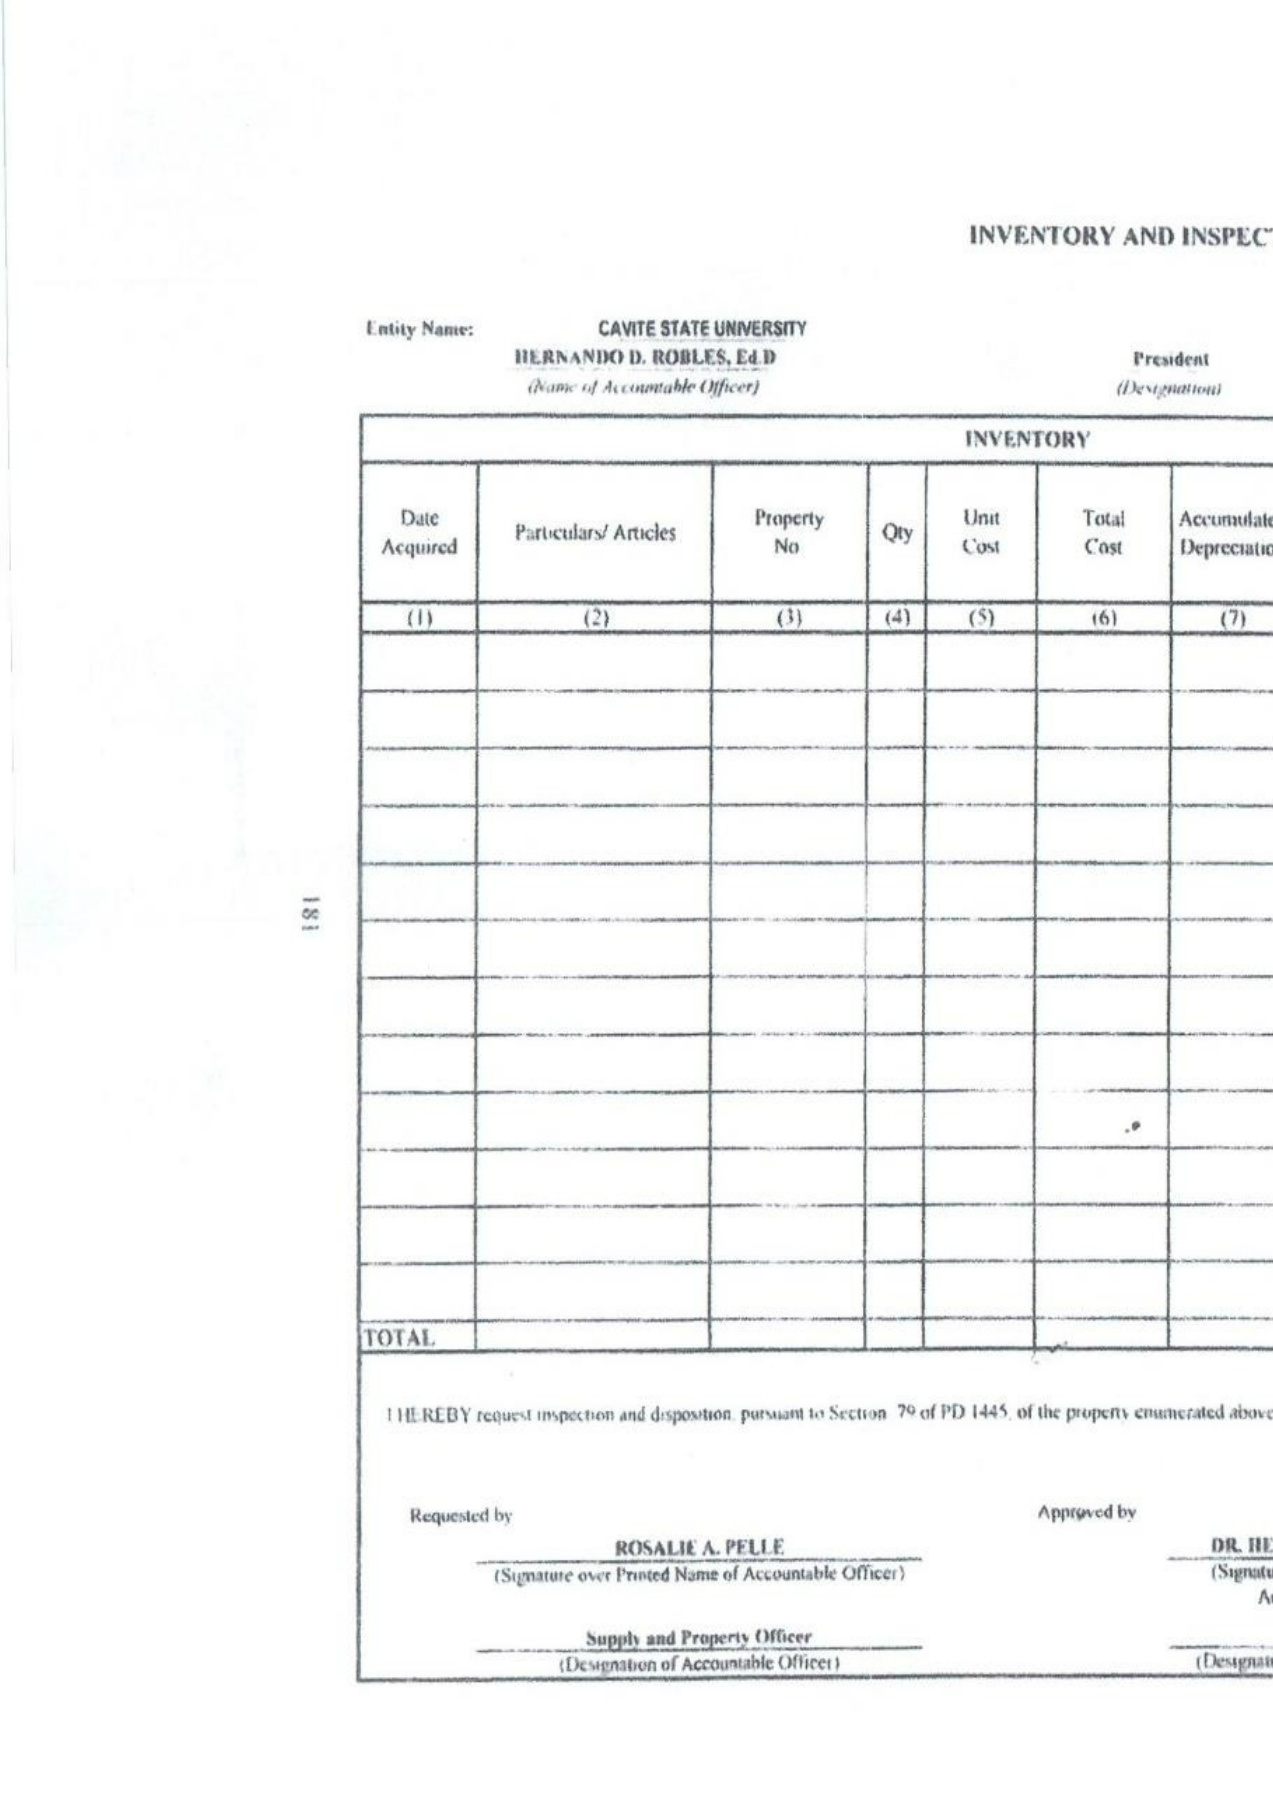 INVENTORY AND INSPECT
Entity Name: CAVITE STATE UNIVERSITY
HERNANDO D. ROBLES, Ed.D President
(Name of Accountable Officer) (Designation)
INVENTORY
Date Acquired Particulars/ Articles Property No Qty Unit Cost Total Cost Accumulate Depreciatio
(1) (2) (3) (4) (5) (6) (7)
181
TOTAL
I HEREBY request inspection and disposition, pursuant to Section 79 of PD 1445, of the property enumerated above
Requested by Approved by
ROSALIE A. PELLE DR. HE
(Signature over Printed Name of Accountable Officer) (Signatu
Au
Supply and Property Officer
(Designation of Accountable Officer) (Designati